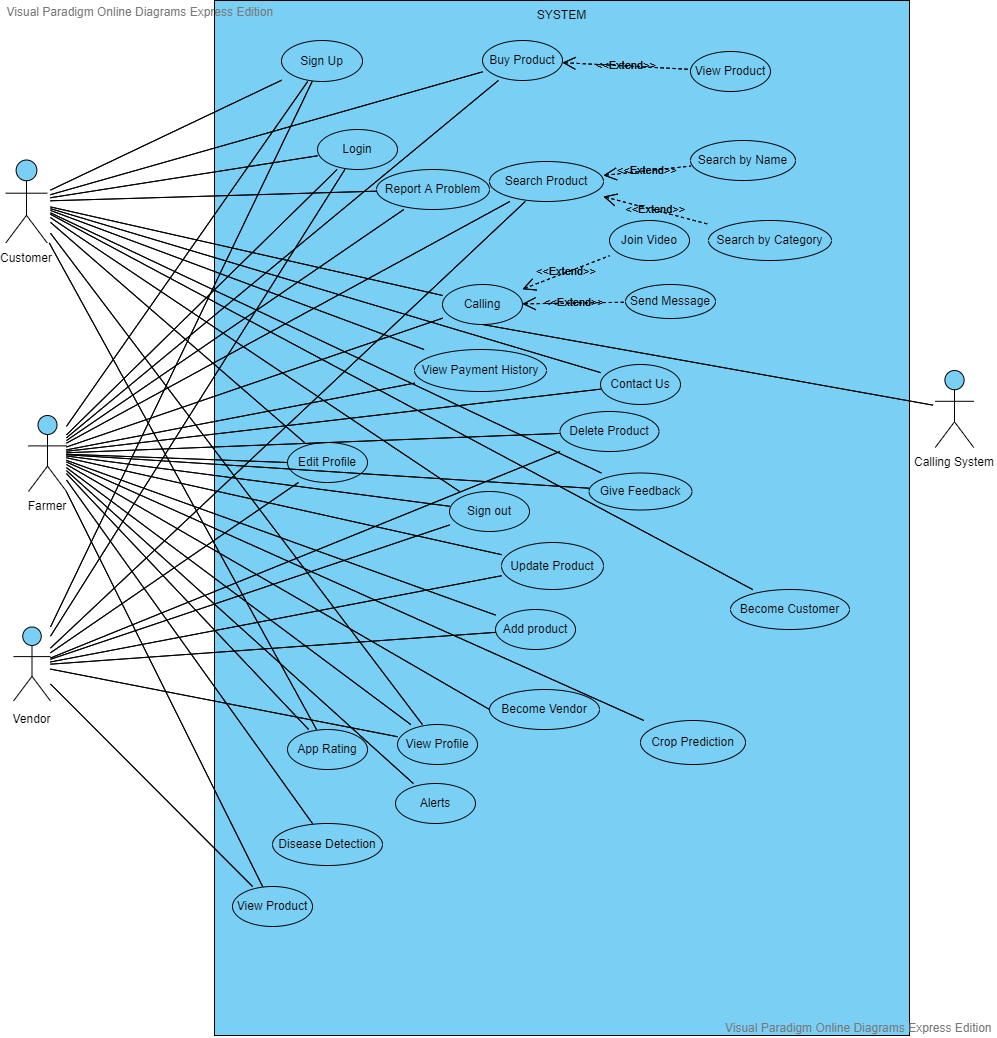 Visual Paradigm Online Diagrams Express Edition
SYSTEM
Sign Up
Buy Product
<<Extend>>
View Product
Login
Report A Problem
Search Product
<<Extend>>
Search by Name
<<Extend>>
Search by Category
Join Video
Customer
<<Extend>>
Calling
<<Extend>>
Send Message
View Payment History
Contact Us
Delete Product
Edit Profile
Calling System
Give Feedback
Farmer
Sign out
Update Product
Become Customer
Add product
Vendor
Become Vendor
Crop Prediction
View Profile
App Rating
Alerts
Disease Detection
View Product
Visual Paradigm Online Diagrams Express Edition